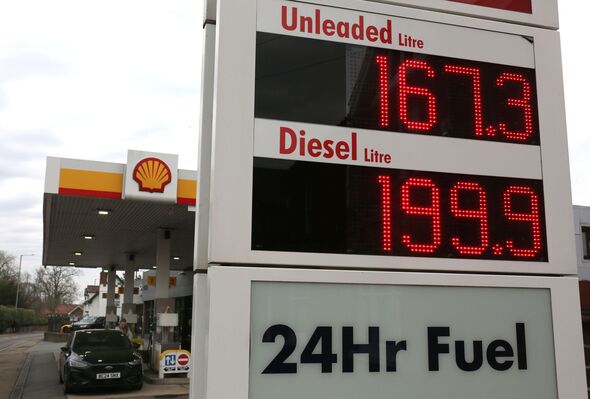 Unleaded Litre
167.3
Diesel Litre
199.9
24Hr Fuel